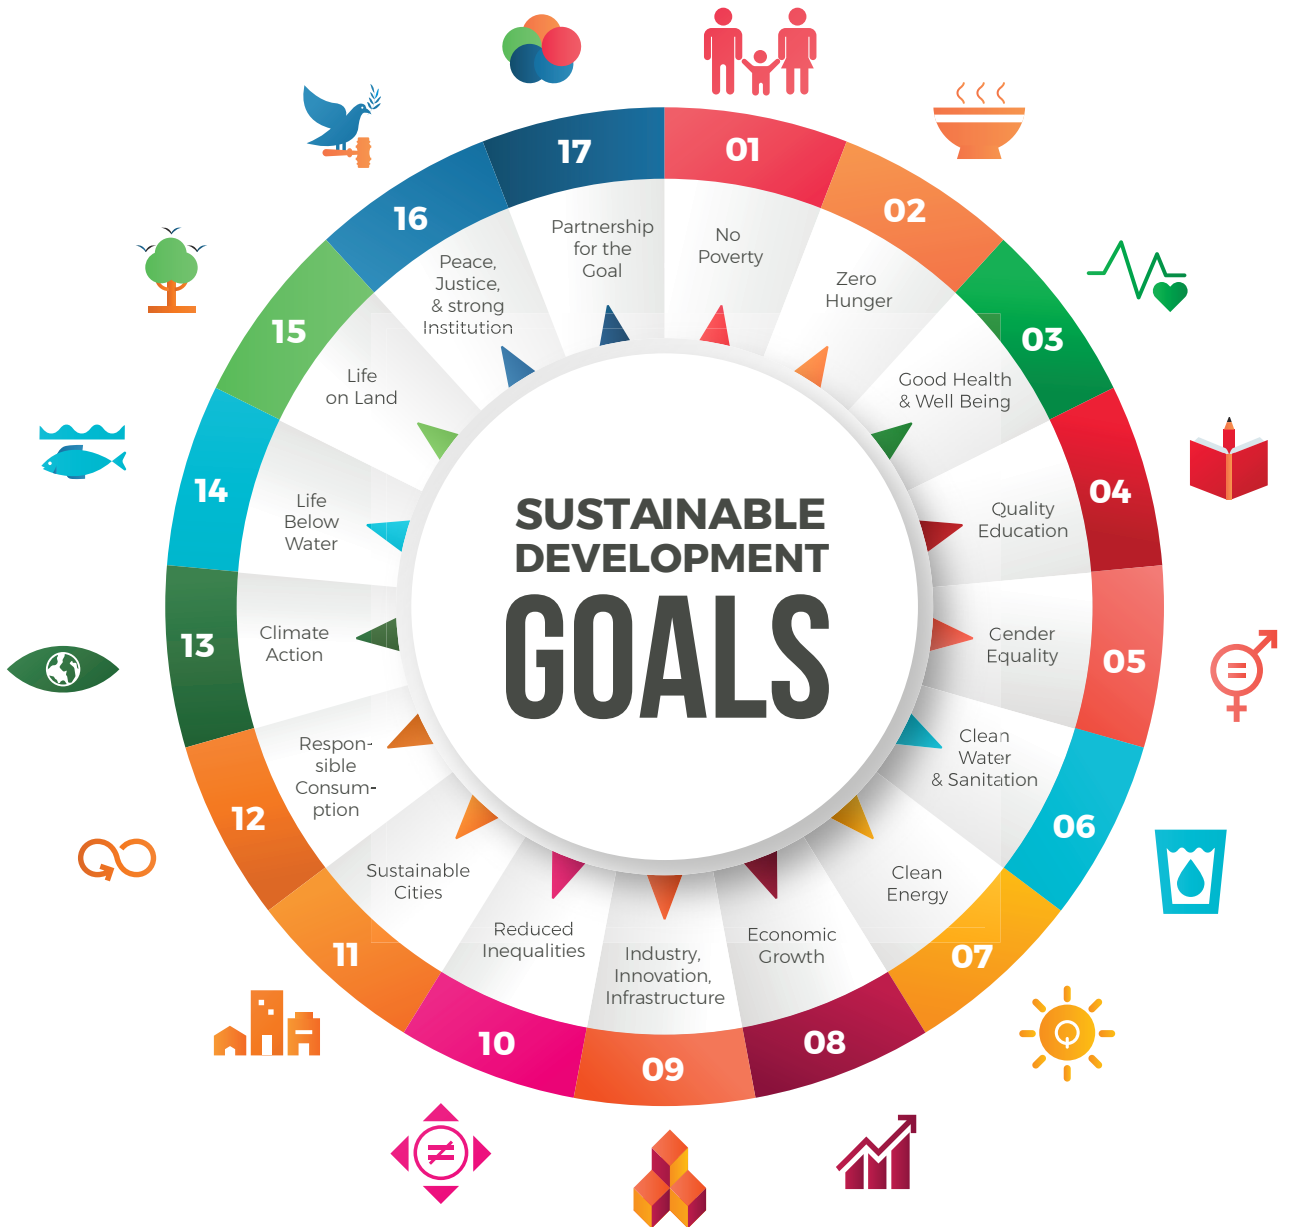 SUSTAINABLE
DEVELOPMENT
GOALS
01
No
Poverty
02
Zero
Hunger
03
Good Health
& Well Being
04
Quality
Education
05
Gender
Equality
06
Clean
Water
& Sanitation
07
Clean
Energy
08
Economic
Growth
09
Industry,
Innovation,
Infrastructure
10
Reduced
Inequalities
11
Sustainable
Cities
12
Respon-
sible
Consum-
ption
13
Climate
Action
14
Life
Below
Water
15
Life
on Land
16
Peace,
Justice,
& strong
Institution
17
Partnership
for the
Goal